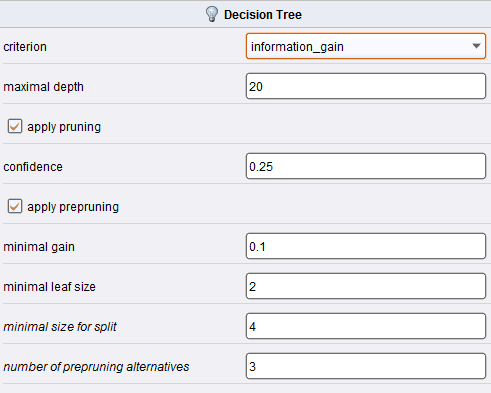 Decision Tree
criterion information_gain
maximal depth 20
apply pruning
confidence 0.25
apply prepruning
minimal gain 0.1
minimal leaf size 2
minimal size for split 4
number of prepruning alternatives 3